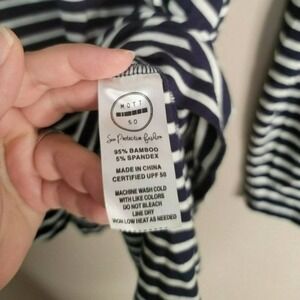 MOTT
50
Sun Protective Fashion
95% BAMBOO
5% SPANDEX
MADE IN CHINA
CERTIFIED UPF 50
MACHINE WASH COLD
WITH LIKE COLORS
DO NOT BLEACH
LINE DRY
IRON LOW HEAT AS NEEDED